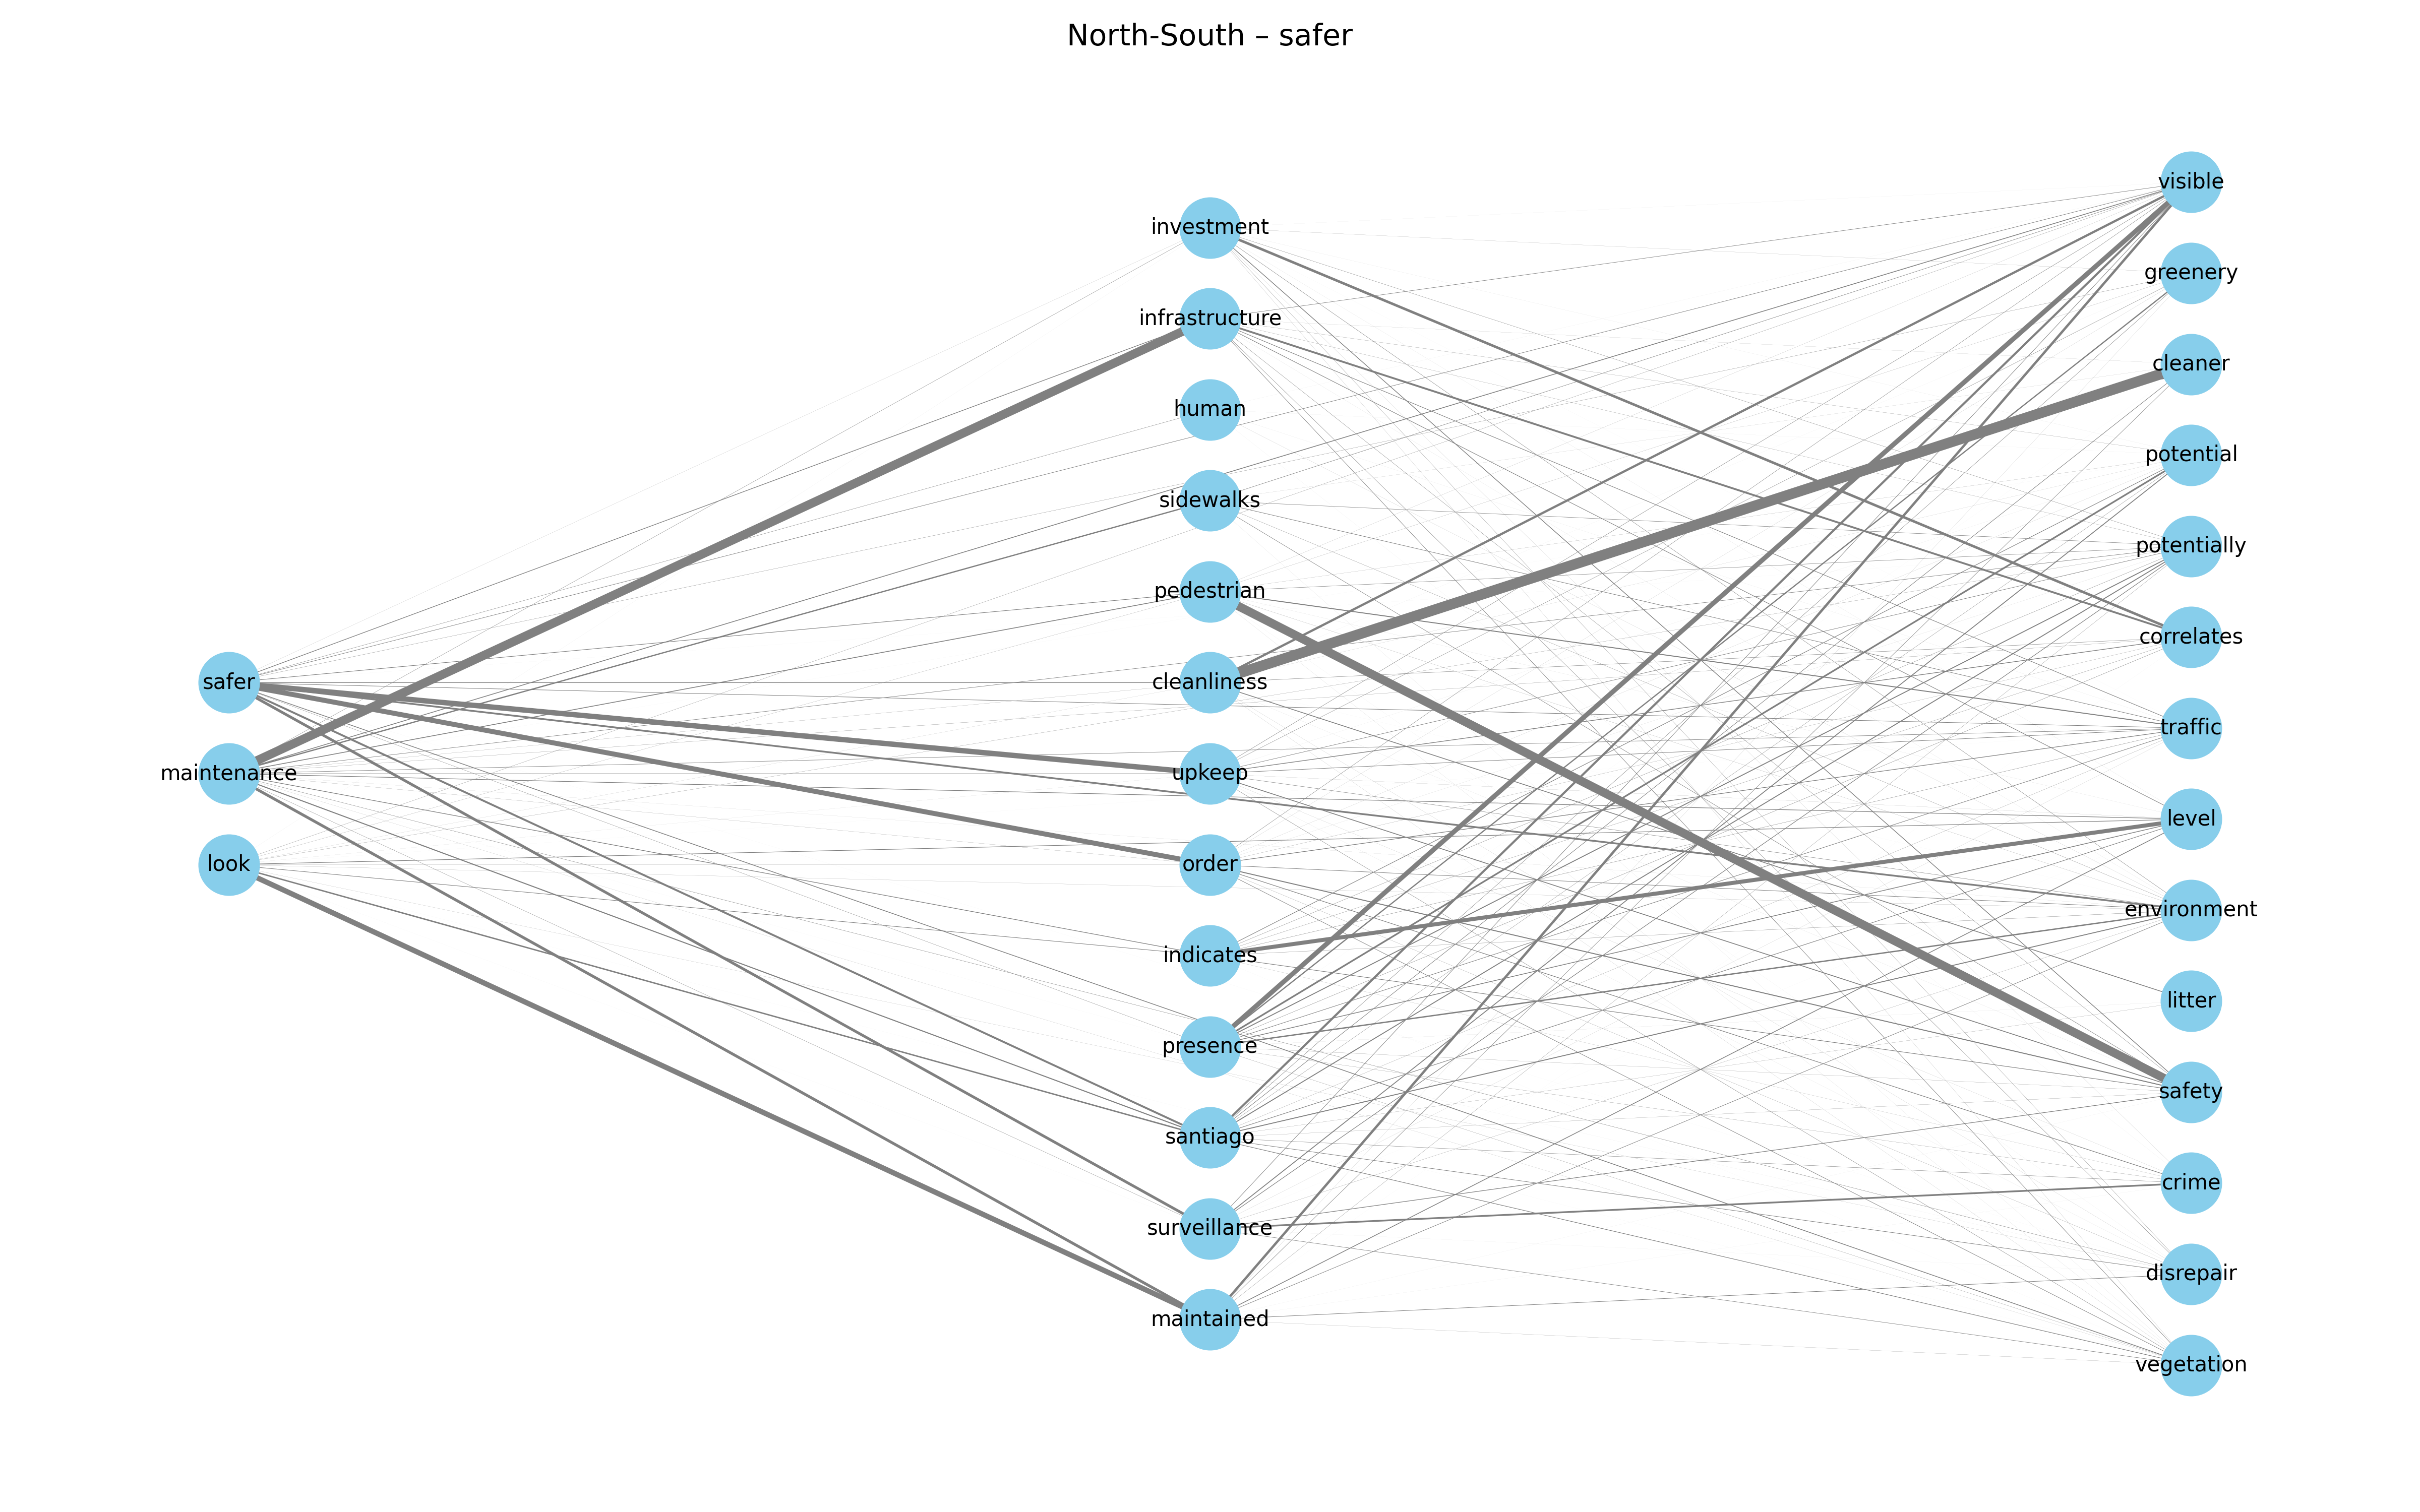 North-South – safer
safer
maintenance
look
investment
infrastructure
human
sidewalks
pedestrian
cleanliness
upkeep
order
indicates
presence
santiago
surveillance
maintained
visible
greenery
cleaner
potential
potentially
correlates
traffic
level
environment
litter
safety
crime
disrepair
vegetation